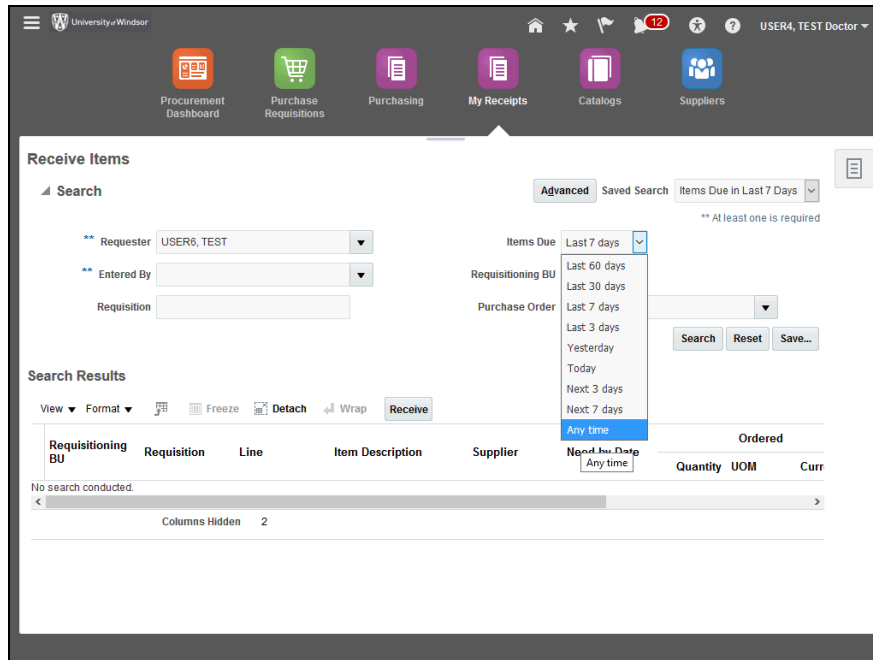 University of Windsor
12
USER4, TEST Doctor
Procurement Dashboard
Purchase Requisitions
Purchasing
My Receipts
Catalogs
Suppliers
Receive Items
Search
Advanced Saved Search Items Due in Last 7 Days
** At least one is required
** Requester USER6, TEST
Items Due Last 7 days
** Entered By
Requisitioning BU
Requisition
Purchase Order
Last 60 days
Last 30 days
Last 7 days
Last 3 days
Yesterday
Today
Next 3 days
Next 7 days
Any time
Search Reset Save...
Search Results
View Format Freeze Detach Wrap Receive
Requisitioning BU Requisition Line Item Description Supplier Need by Date Ordered
Quantity UOM Curr
Any time
No search conducted.
Columns Hidden 2